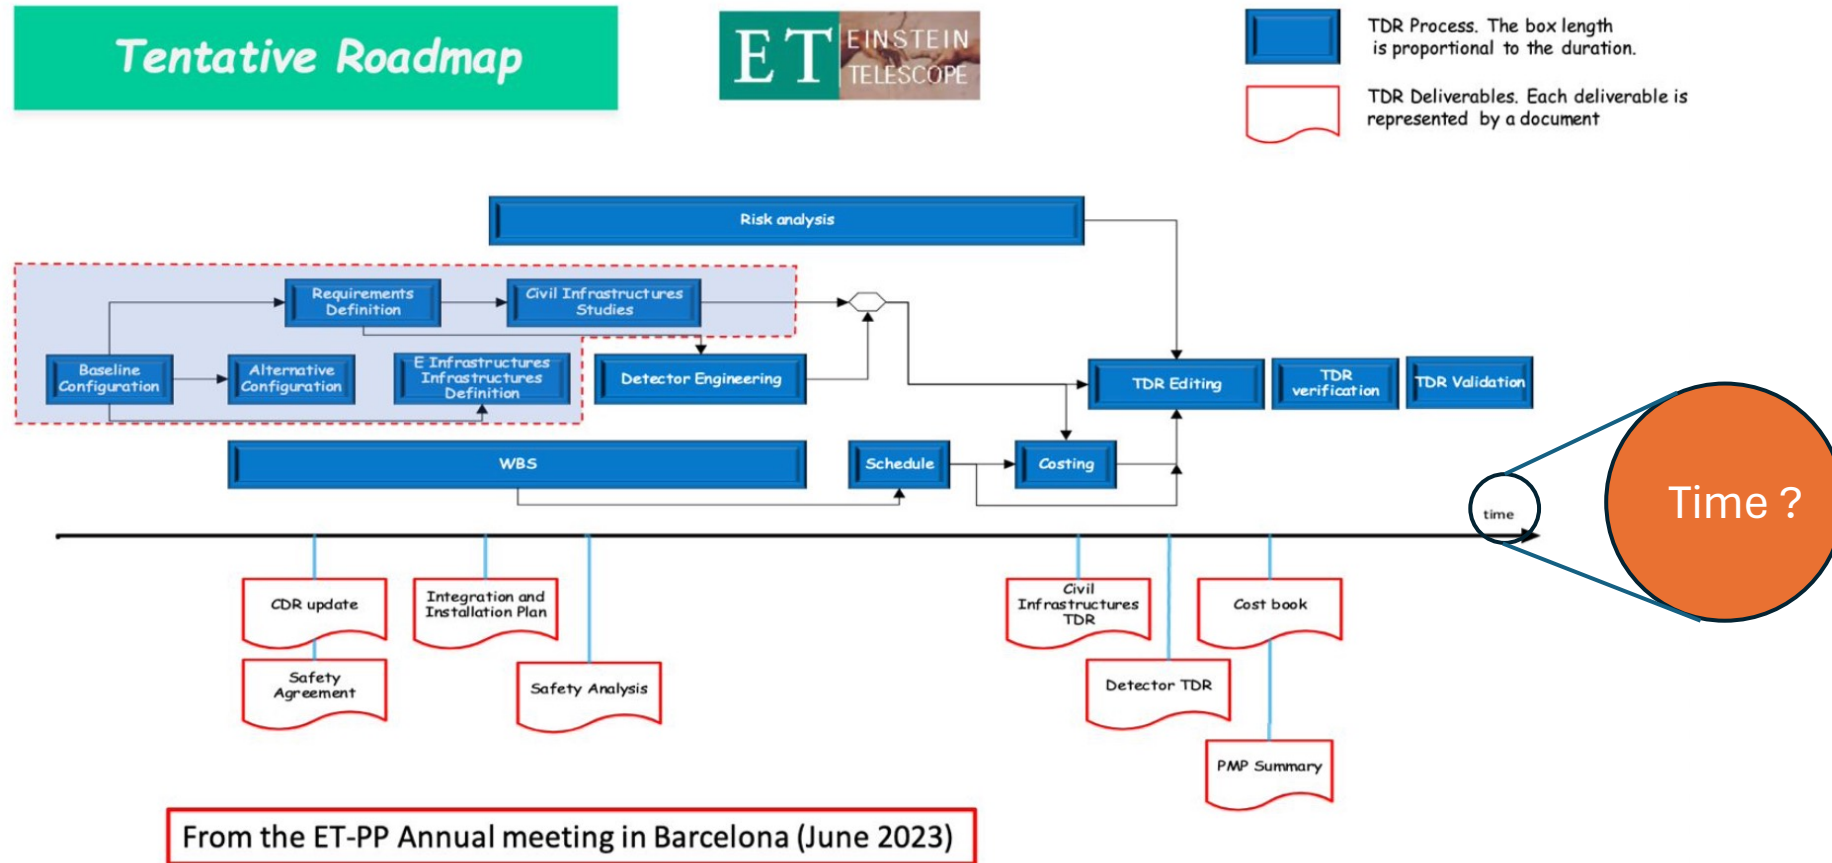 Tentative Roadmap
ET EINSTEIN
TELESCOPE
TDR Process. The box length
is proportional to the duration.
TDR Deliverables. Each deliverable is
represented by a document
Risk analysis
Requirements
Definition
Civil Infrastructures
Studies
Baseline
Configuration
Alternative
Configuration
E Infrastructures
Infrastructures
Definition
Detector Engineering
TDR Editing
TDR
verification
TDR Validation
WBS
Schedule
Costing
time
Time ?
CDR update
Integration and
Installation Plan
Civil
Infrastructures
TDR
Cost book
Safety
Agreement
Safety Analysis
Detector TDR
PMP Summary
From the ET-PP Annual meeting in Barcelona (June 2023)